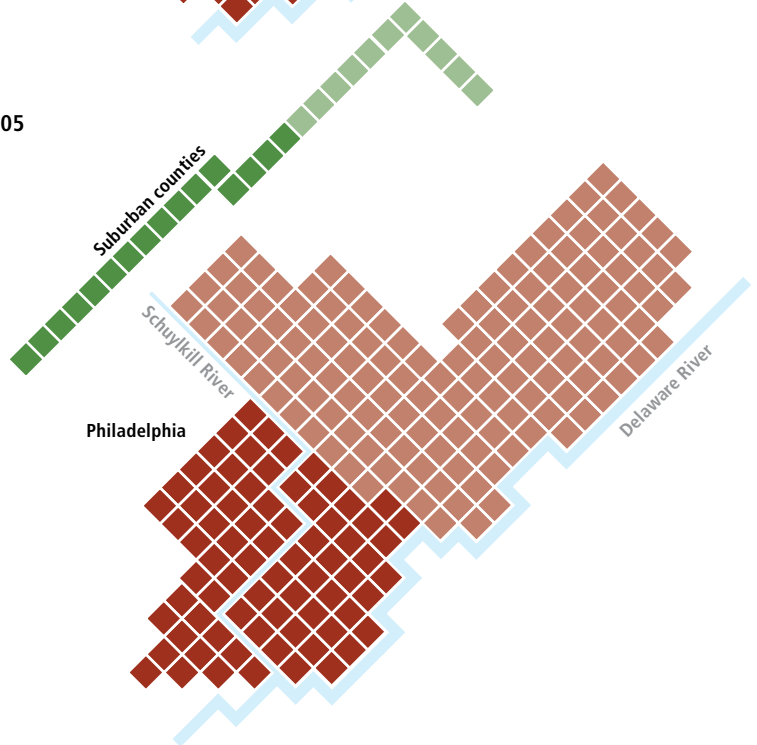 05
Suburban counties
Schuylkill River
Philadelphia
Delaware River